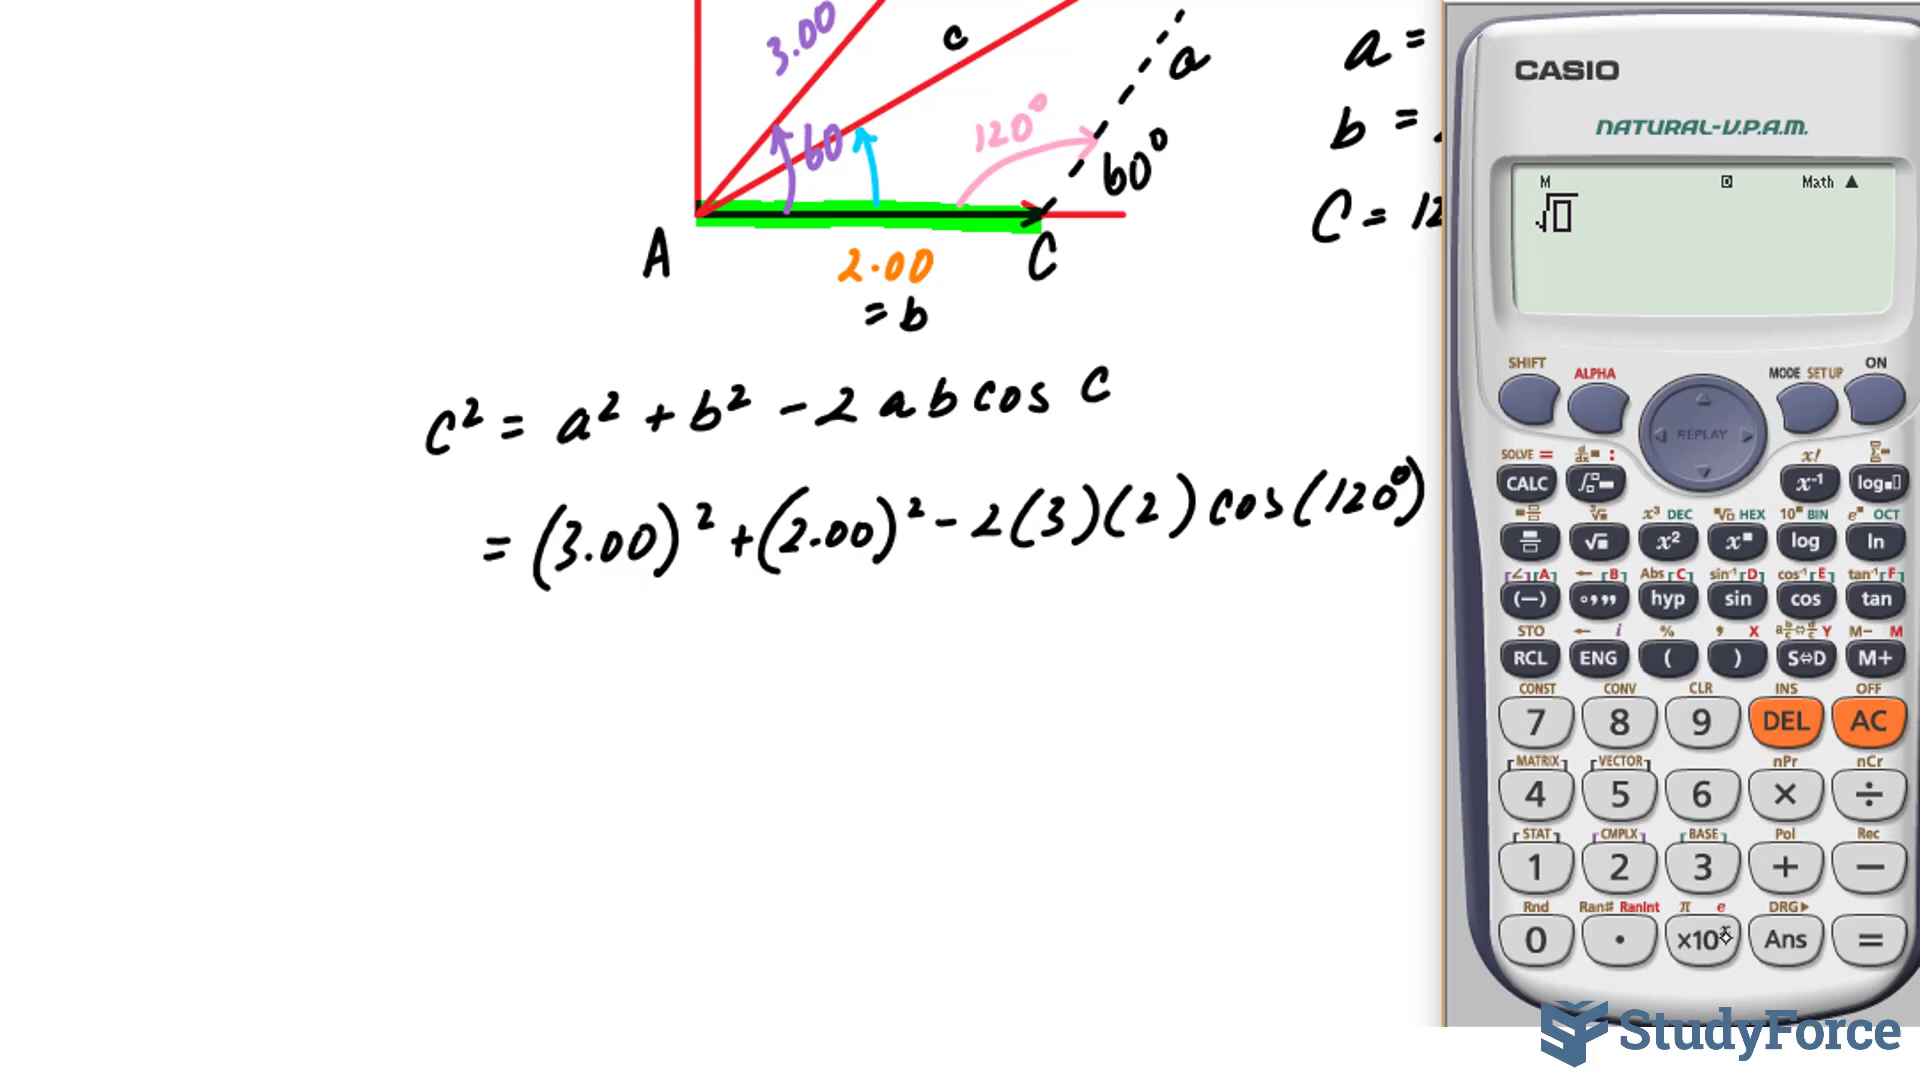 3.00
c
a
a =
120°
60
60°
b =
A
C
C = 12
2.00
= b
c² = a² + b² - 2 a b cos C
= (3.00)² + (2.00)² - 2(3)(2) cos (120°)
CASIO
NATURAL-V.P.A.M.
M D Math ▲
√▯
SHIFT ALPHA MODE SETUP ON
REPLAY
SOLVE = d/dx = : x! Σ=
CALC ∫▯= x⁻¹ log▪▯
³√▪ x³ DEC ▪√▯ HEX 10▪ BIN e▪ OCT
√▪ x² x▪ log ln
∠ A ← B Abs C sin⁻¹ D cos⁻¹ E tan⁻¹ F
(−) °,,, hyp sin cos tan
STO ← i % , X a b/c⇔d/c Y M− M
RCL ENG ( ) S⇔D M+
CONST CONV CLR INS OFF
7 8 9 DEL AC
MATRIX VECTOR nPr nCr
4 5 6 × ÷
STAT CMPLX BASE Pol Rec
1 2 3 + −
Rnd Ran# RanInt π e DRG▶
0 . ×10ˣ Ans =
StudyForce